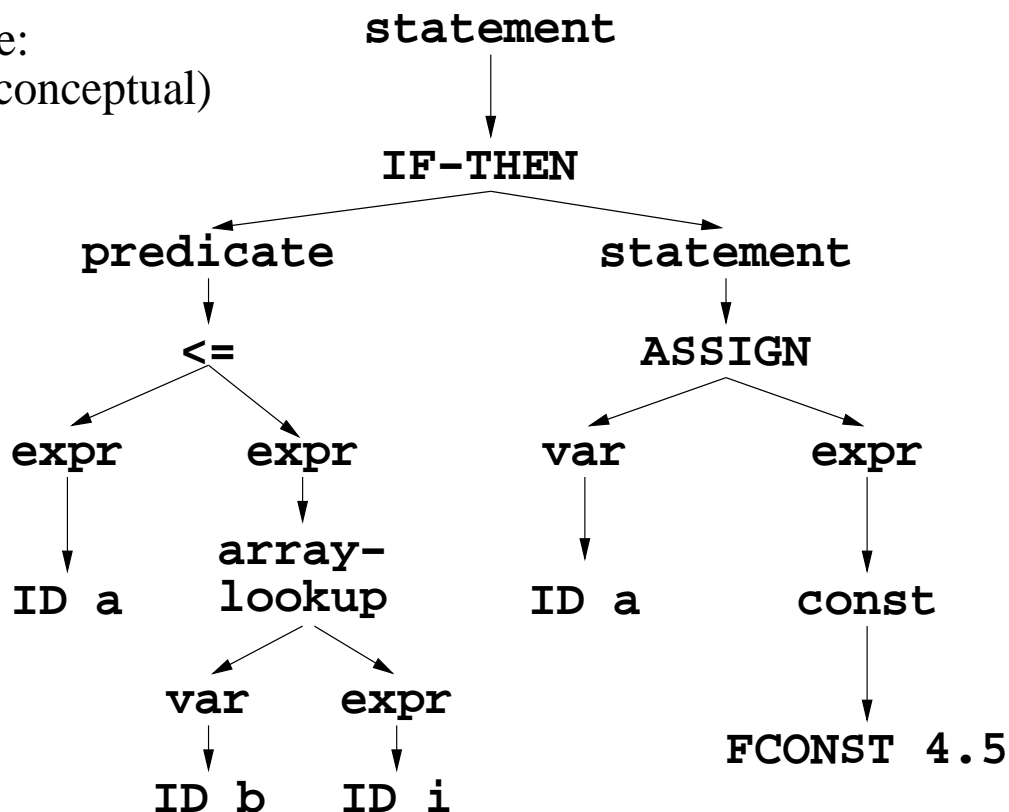 e:
conceptual)
statement
IF-THEN
predicate
statement
<=
ASSIGN
expr
expr
var
expr
array-
lookup
ID a
ID a
const
var
expr
FCONST 4.5
ID b
ID i